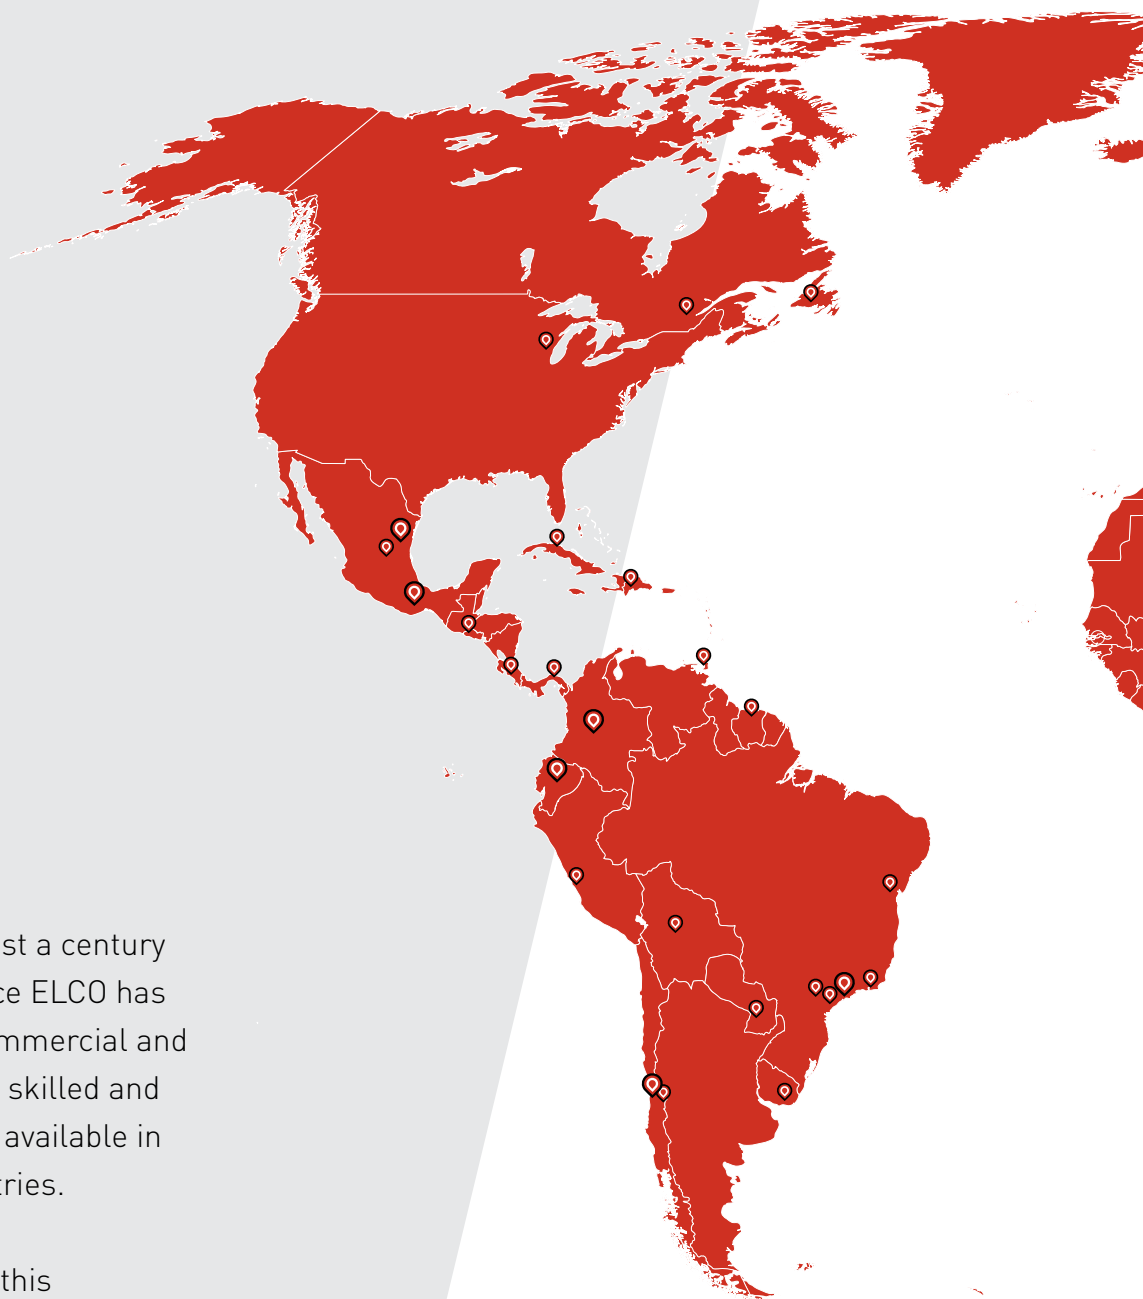 st a century
ce ELCO has
mmercial and
skilled and
available in
tries.
this